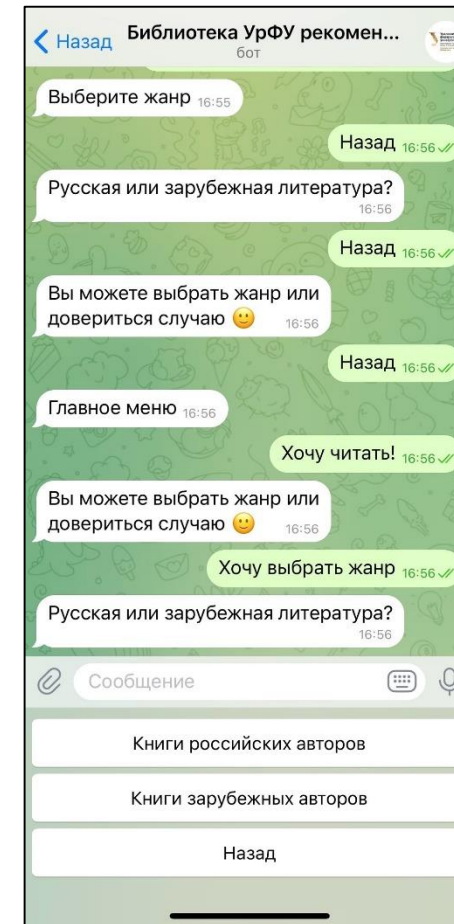 Назад
Библиотека УрФУ рекомен...
бот
Выберите жанр 16:55
Назад 16:56
Русская или зарубежная литература?
16:56
Назад 16:56
Вы можете выбрать жанр или
довериться случаю 🙂 16:56
Назад 16:56
Главное меню 16:56
Хочу читать! 16:56
Вы можете выбрать жанр или
довериться случаю 🙂 16:56
Хочу выбрать жанр 16:56
Русская или зарубежная литература?
16:56
Сообщение
Книги российских авторов
Книги зарубежных авторов
Назад